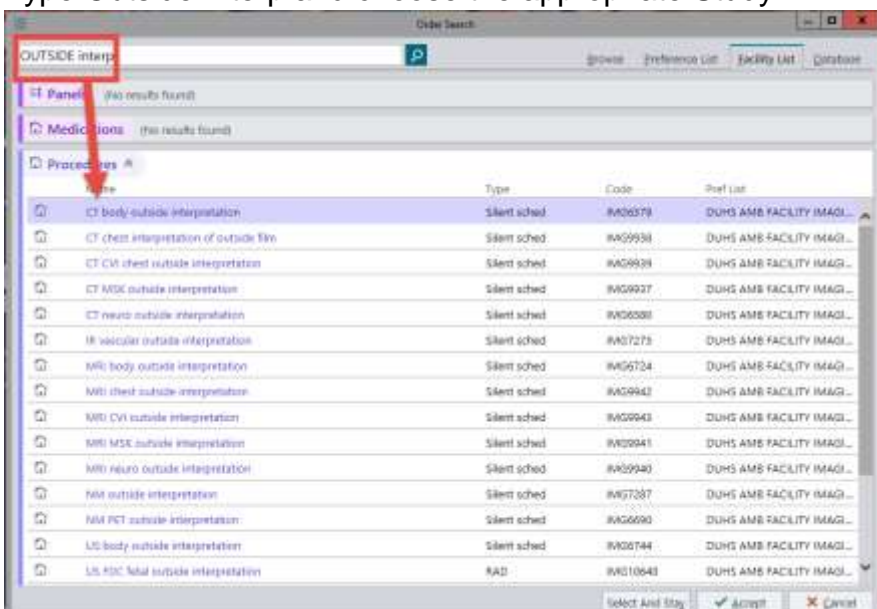 Type Outside interp and choose the appropriate Study
Order Search
OUTSIDE interp
Browse Preference List Facility List Database
Panels (No results found)
Medications (No results found)
Procedures
Name Type Code Pref List
CT body outside interpretation Silent sched IMG6379 DUHS AMB FACILITY IMAGI...
CT chest interpretation of outside film Silent sched IMG9938 DUHS AMB FACILITY IMAGI...
CT CVI chest outside interpretation Silent sched IMG9939 DUHS AMB FACILITY IMAGI...
CT MSK outside interpretation Silent sched IMG9937 DUHS AMB FACILITY IMAGI...
CT neuro outside interpretation Silent sched DUHS AMB FACILITY IMAGI...
IR vascular outside interpretation Silent sched IMG7273 DUHS AMB FACILITY IMAGI...
MRI body outside interpretation Silent sched IMG6724 DUHS AMB FACILITY IMAGI...
MRI chest outside interpretation Silent sched IMG9942 DUHS AMB FACILITY IMAGI...
MRI CVI outside interpretation Silent sched IMG9943 DUHS AMB FACILITY IMAGI...
MRI MSK outside interpretation Silent sched IMG9941 DUHS AMB FACILITY IMAGI...
MRI neuro outside interpretation Silent sched IMG9940 DUHS AMB FACILITY IMAGI...
NM outside interpretation Silent sched IMG7287 DUHS AMB FACILITY IMAGI...
NM PET outside interpretation Silent sched IMG6690 DUHS AMB FACILITY IMAGI...
US body outside interpretation Silent sched IMG6744 DUHS AMB FACILITY IMAGI...
US FDC fetal outside interpretation RAD IMG10643 DUHS AMB FACILITY IMAGI...
Select And Stay Accept Cancel